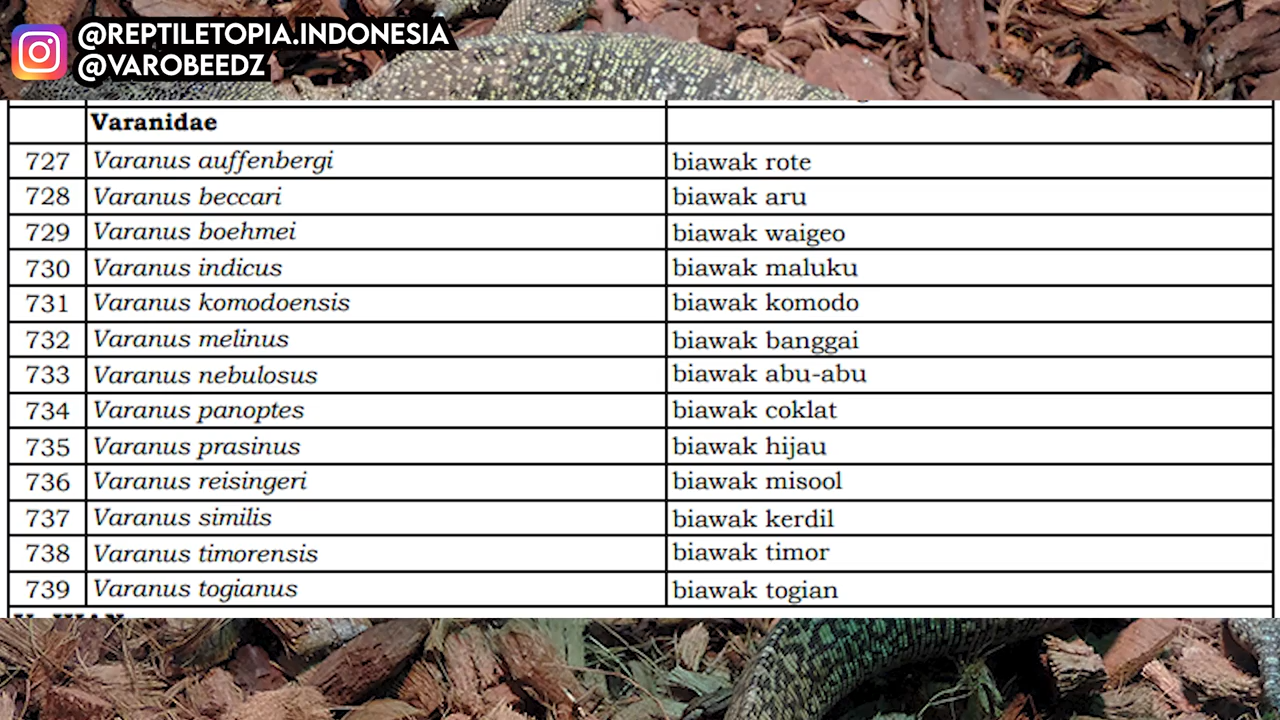 @REPTILETOPIA.INDONESIA
@VAROBEEDZ
Varanidae
727 Varanus auffenbergi biawak rote
728 Varanus beccari biawak aru
729 Varanus boehmei biawak waigeo
730 Varanus indicus biawak maluku
731 Varanus komodoensis biawak komodo
732 Varanus melinus biawak banggai
733 Varanus nebulosus biawak abu-abu
734 Varanus panoptes biawak coklat
735 Varanus prasinus biawak hijau
736 Varanus reisingeri biawak misool
737 Varanus similis biawak kerdil
738 Varanus timorensis biawak timor
739 Varanus togianus biawak togian